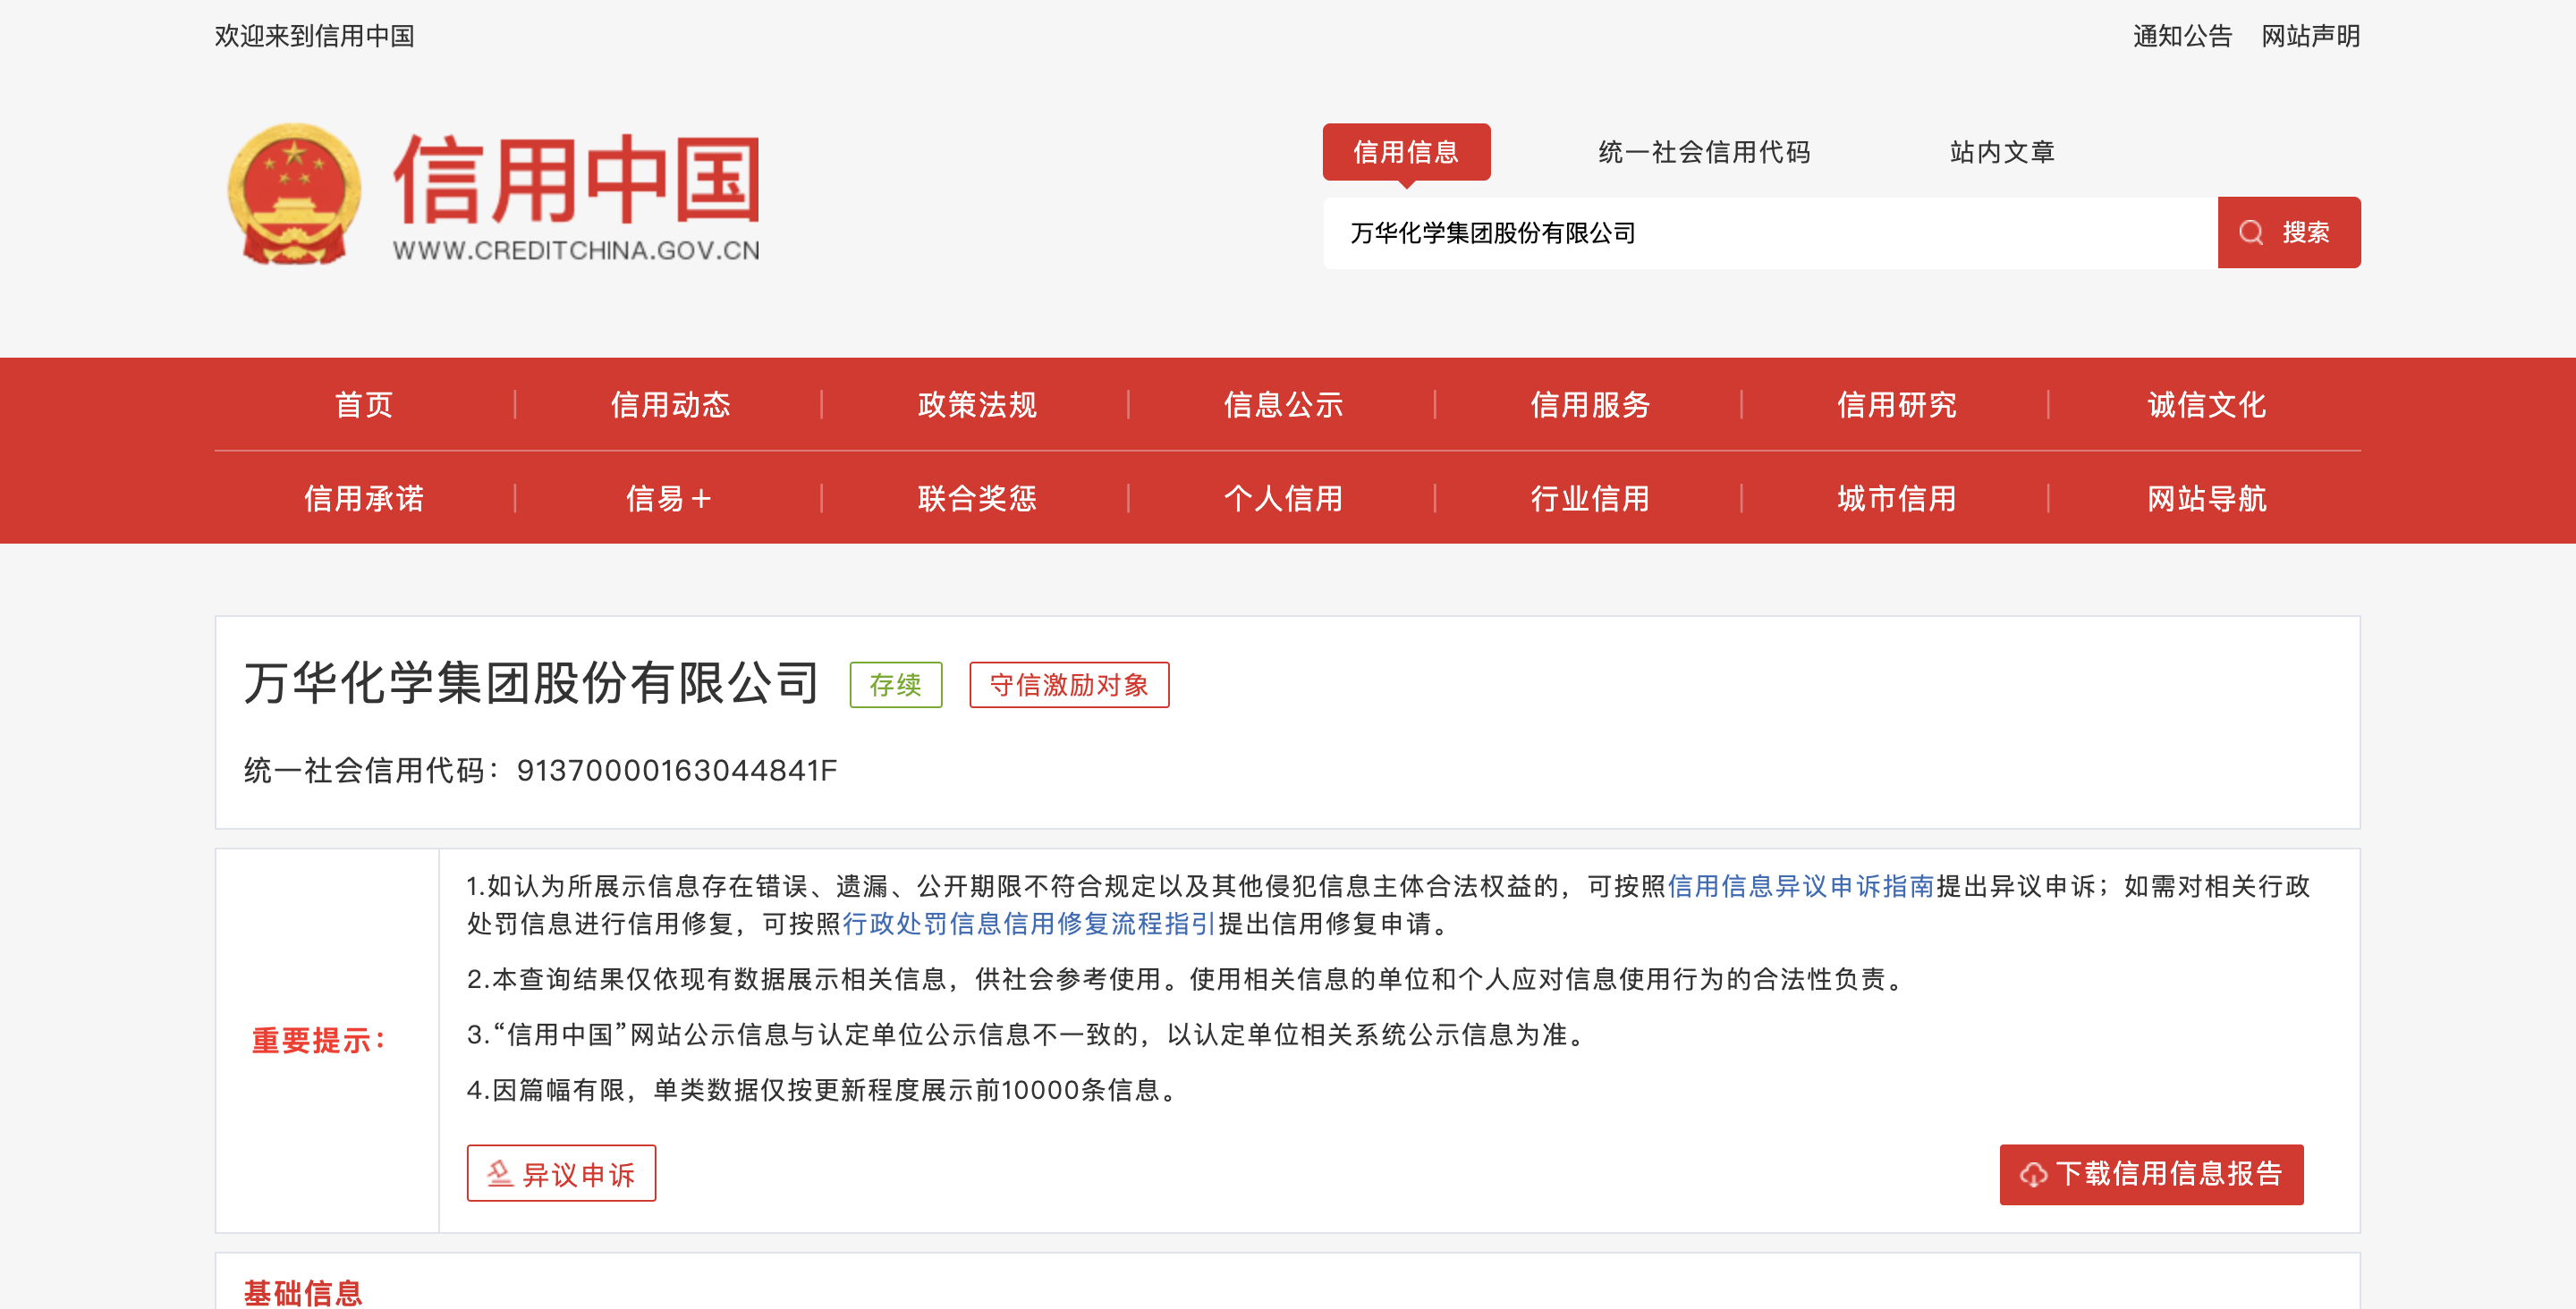 欢迎来到信用中国
通知公告 网站声明
信用中国
WWW.CREDITCHINA.GOV.CN
信用信息 统一社会信用代码 站内文章
万华化学集团股份有限公司
搜索
首页 信用动态 政策法规 信息公示 信用服务 信用研究 诚信文化
信用承诺 信易+ 联合奖惩 个人信用 行业信用 城市信用 网站导航
万华化学集团股份有限公司 存续 守信激励对象
统一社会信用代码：91370000163044841F
重要提示：
1.如认为所展示信息存在错误、遗漏、公开期限不符合规定以及其他侵犯信息主体合法权益的，可按照信用信息异议申诉指南提出异议申诉；如需对相关行政
处罚信息进行信用修复，可按照行政处罚信息信用修复流程指引提出信用修复申请。
2.本查询结果仅依现有数据展示相关信息，供社会参考使用。使用相关信息的单位和个人应对信息使用行为的合法性负责。
3.“信用中国”网站公示信息与认定单位公示信息不一致的，以认定单位相关系统公示信息为准。
4.因篇幅有限，单类数据仅按更新程度展示前10000条信息。
异议申诉
下载信用信息报告
基础信息